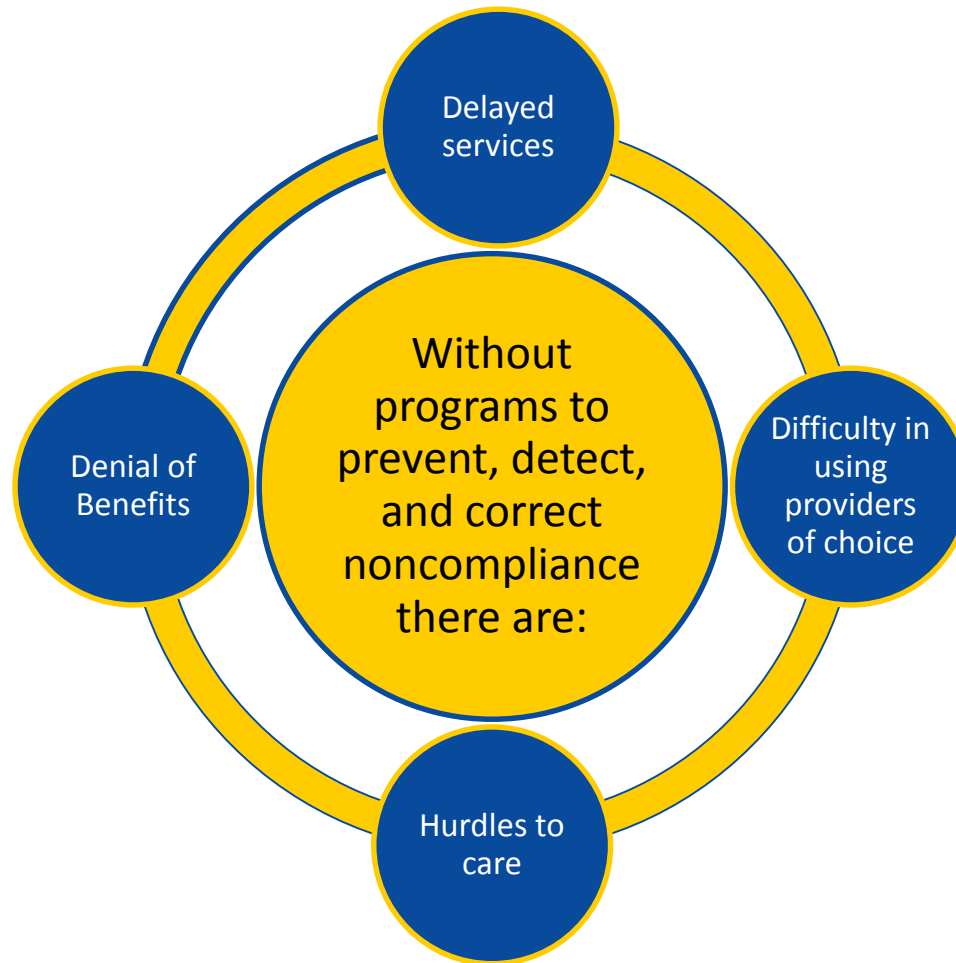 Delayed
services
Without
programs to
prevent, detect,
and correct
noncompliance
there are:
Denial of
Benefits
Difficulty in
using
providers
of choice
Hurdles to
care